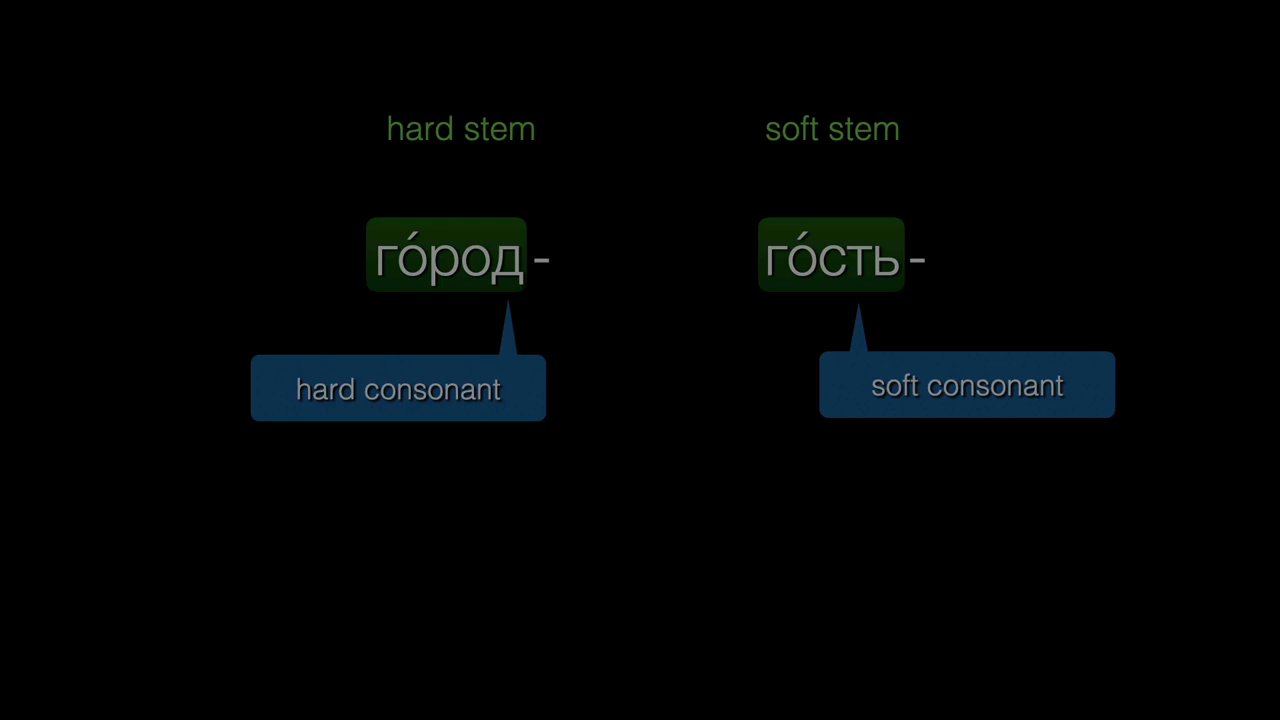 hard stem soft stem
го́род- го́сть-
hard consonant soft consonant